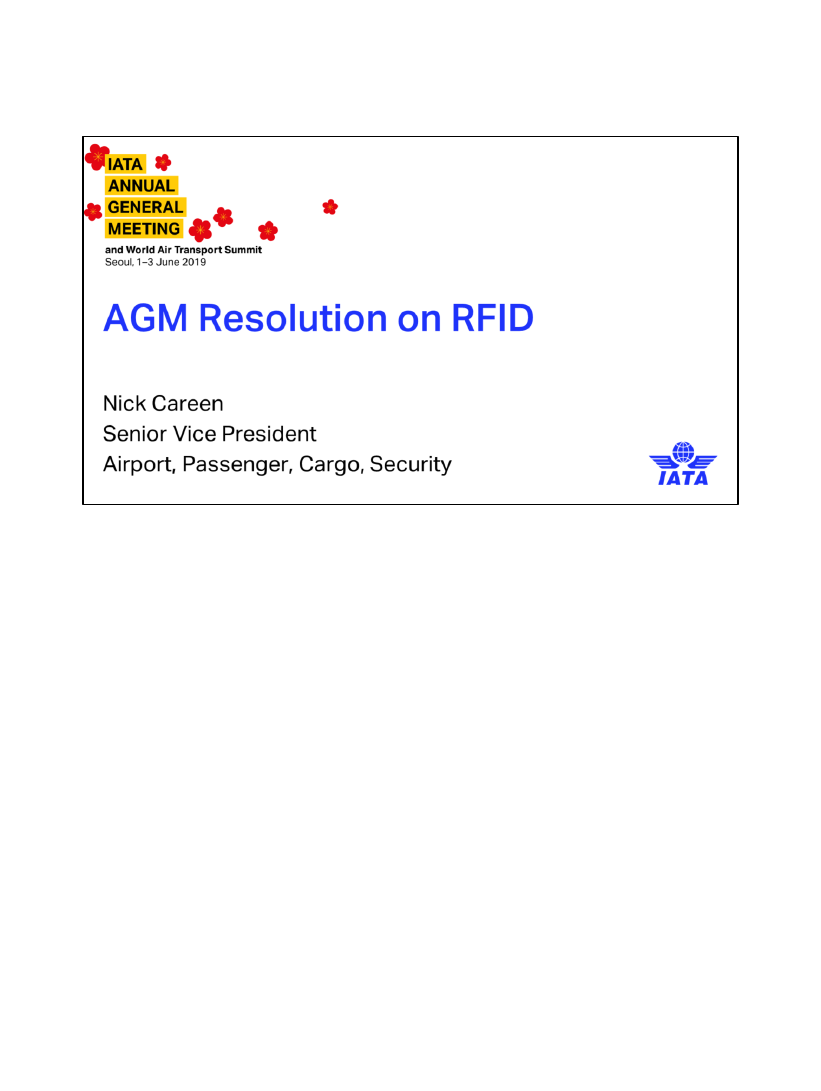 IATA
ANNUAL
GENERAL
MEETING
and World Air Transport Summit
Seoul, 1–3 June 2019
AGM Resolution on RFID
Nick Careen
Senior Vice President
Airport, Passenger, Cargo, Security
IATA